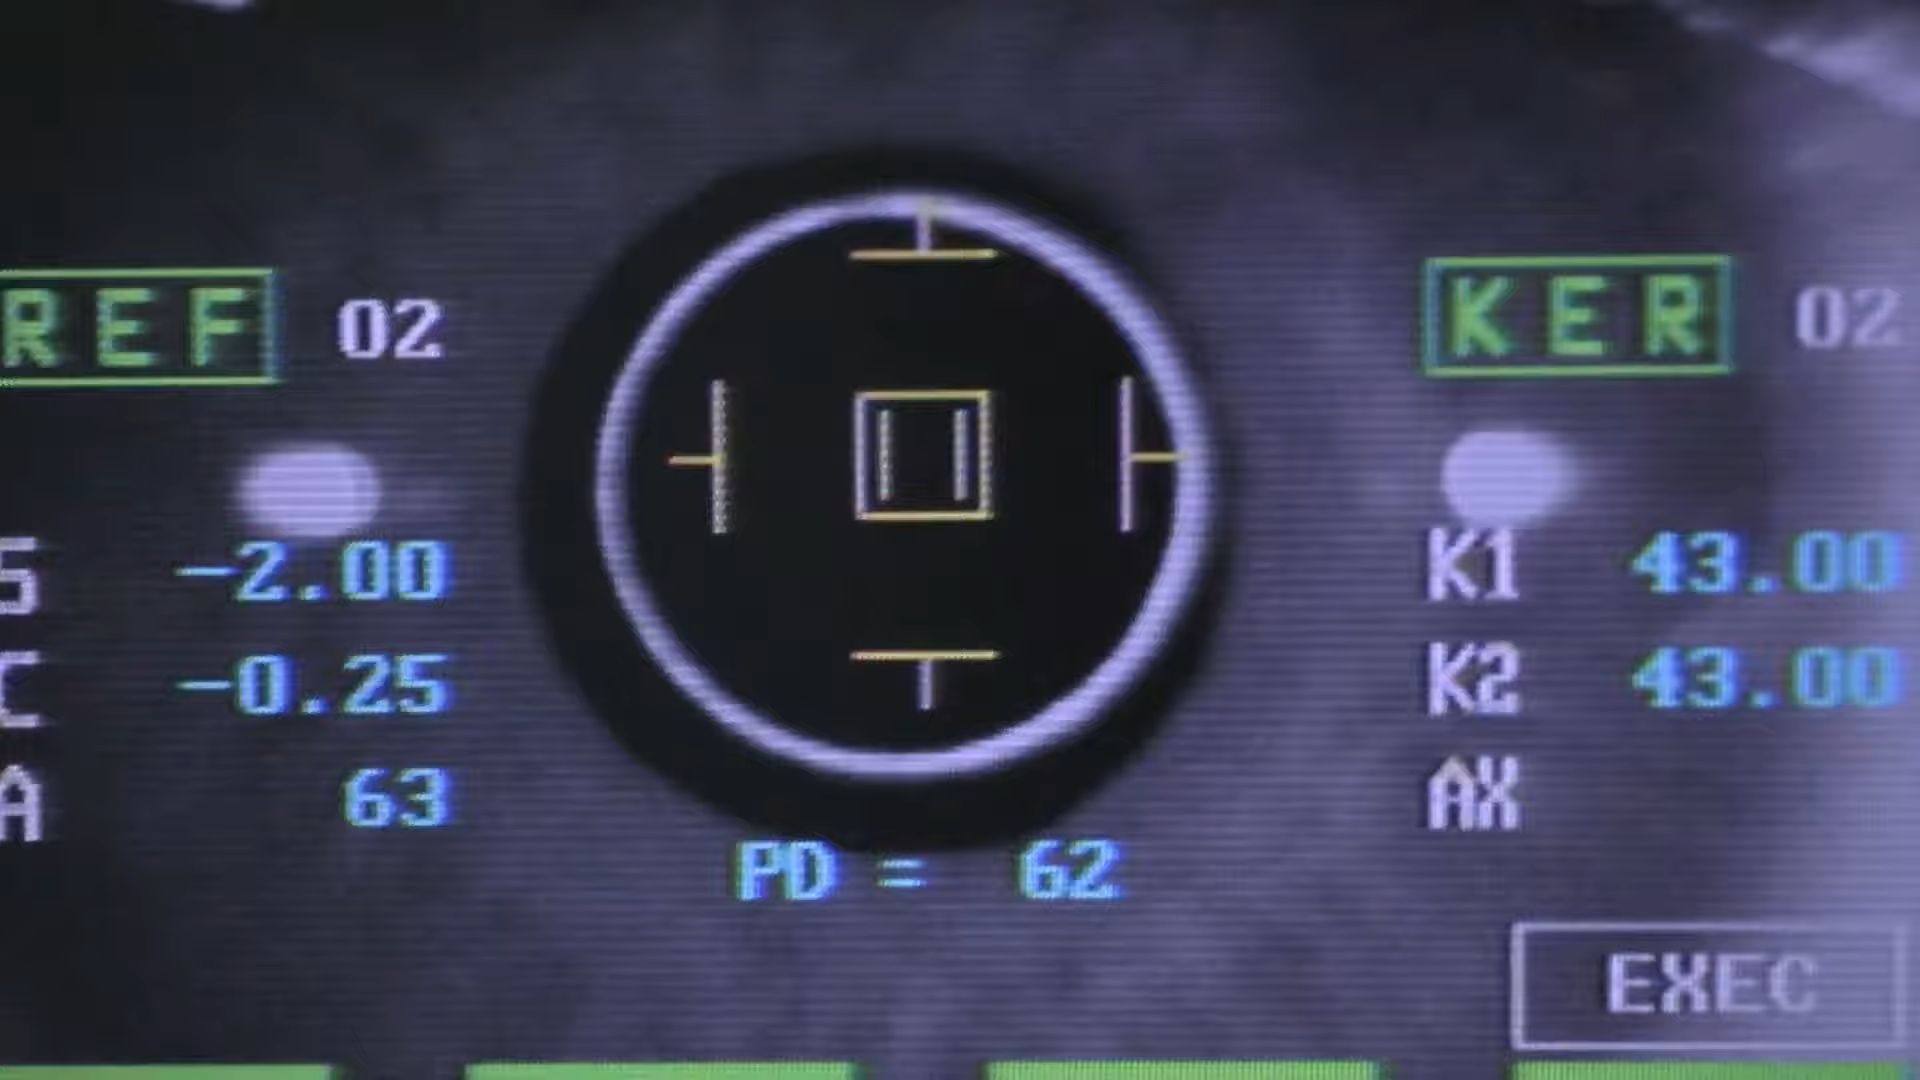 REF 02
KER 02
S -2.00
C -0.25
A 63
K1 43.00
K2 43.00
AX
PD = 62
EXEC